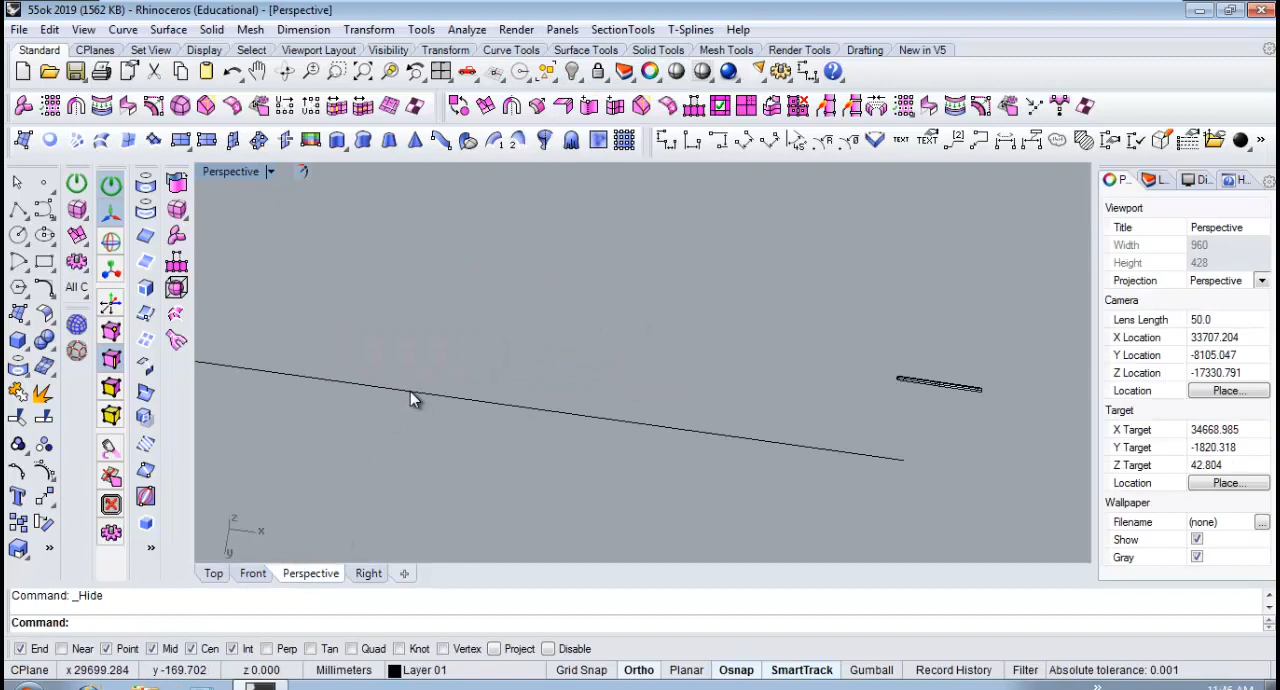 55ok 2019 (1562 KB) - Rhinoceros (Educational) - [Perspective]
File Edit View Curve Surface Solid Mesh Dimension Transform Tools Analyze Render Panels SectionTools T-Splines Help
Standard CPlanes Set View Display Select Viewport Layout Visibility Transform Curve Tools Surface Tools Solid Tools Mesh Tools Render Tools Drafting New in V5
TEXT TEXT
Perspective
P... L... Di... H...
Viewport
Title Perspective
Width 960
Height 428
Projection Perspective
Camera
Lens Length 50.0
X Location 33707.204
Y Location -8105.047
Z Location -17330.791
Location Place...
Target
X Target 34668.985
Y Target -1820.318
Z Target 42.804
Location Place...
Wallpaper
Filename (none) ...
Show
Gray
All C
z
x
y
Top Front Perspective Right
Command: _Hide
Command:
End Near Point Mid Cen Int Perp Tan Quad Knot Vertex Project Disable
CPlane x 29699.284 y -169.702 z 0.000 Millimeters Layer 01 Grid Snap Ortho Planar Osnap SmartTrack Gumball Record History Filter Absolute tolerance: 0.001